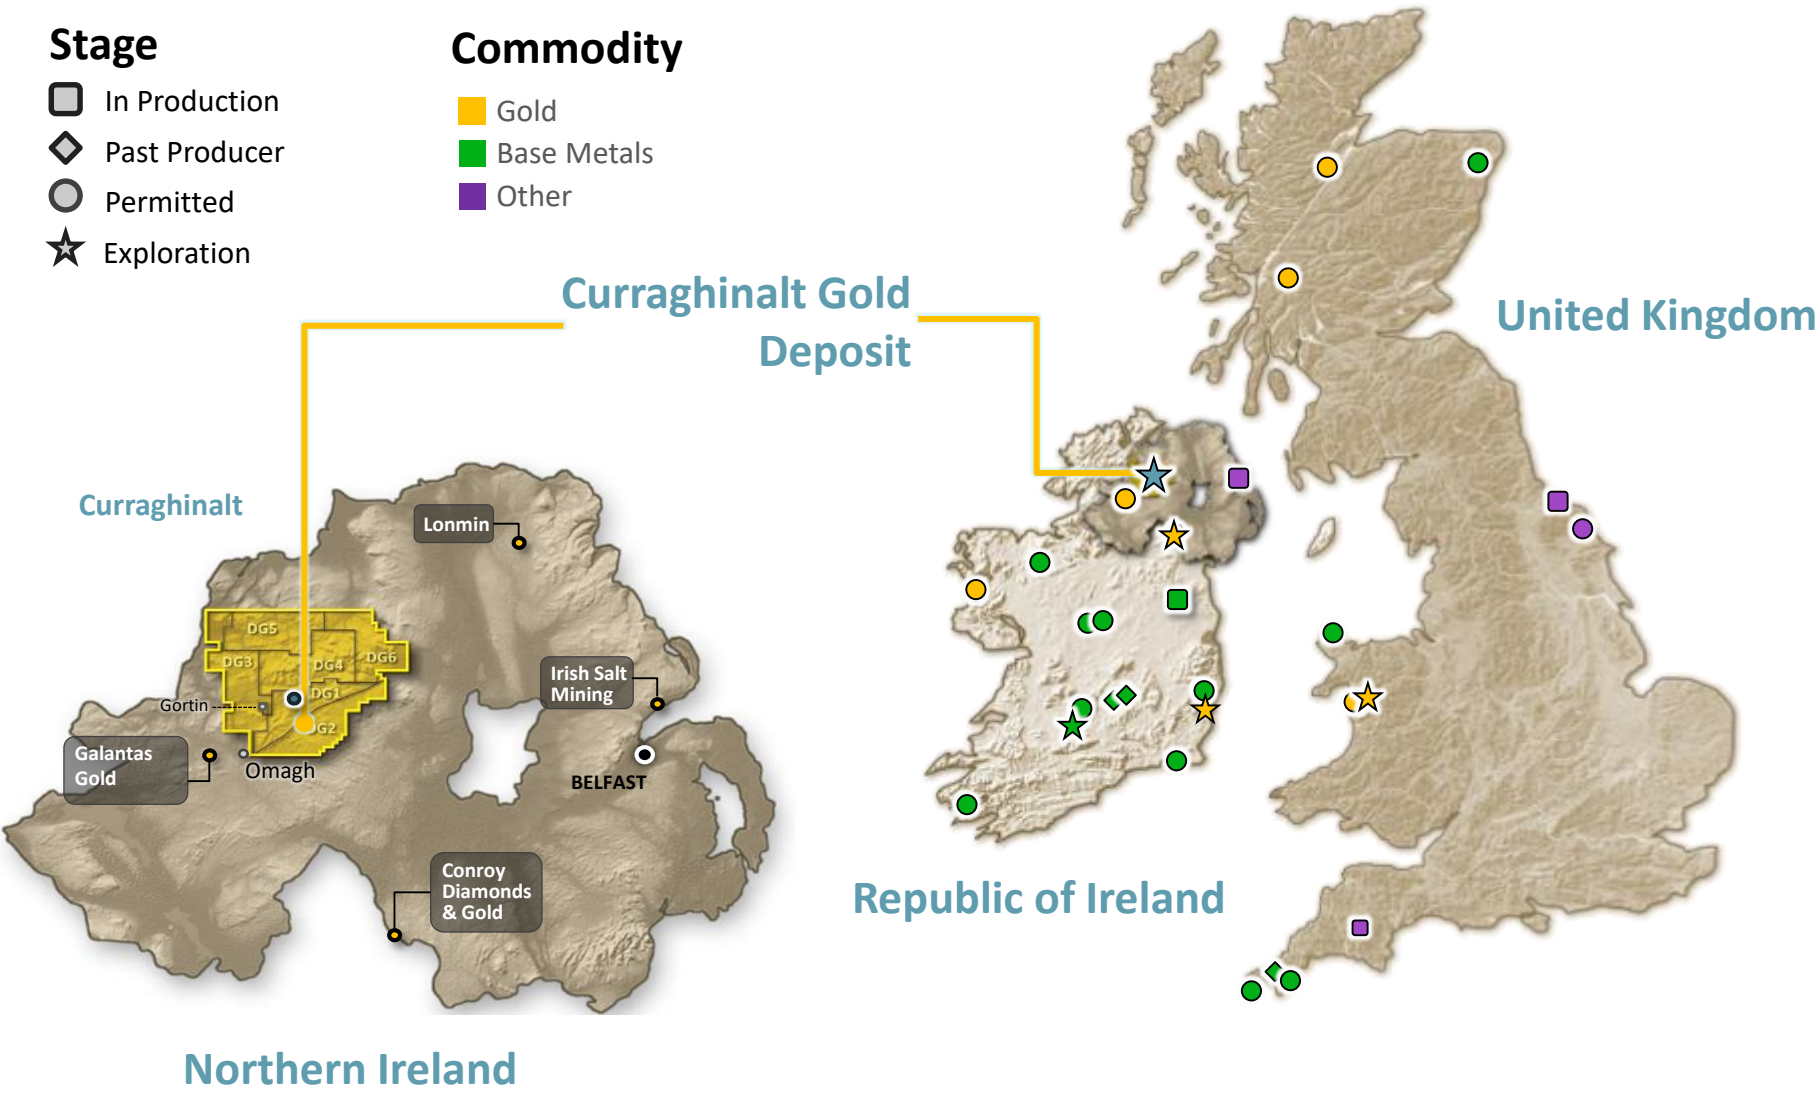 Stage
In Production
Past Producer
Permitted
Exploration
Commodity
Gold
Base Metals
Other
Curraghinalt Gold
Deposit
United Kingdom
Curraghinalt
Lonmin
DG5
DG3
DG4
DG6
DG1
DG2
Gortin
Irish Salt
Mining
Galantas
Gold
Omagh
BELFAST
Conroy
Diamonds
& Gold
Republic of Ireland
Northern Ireland